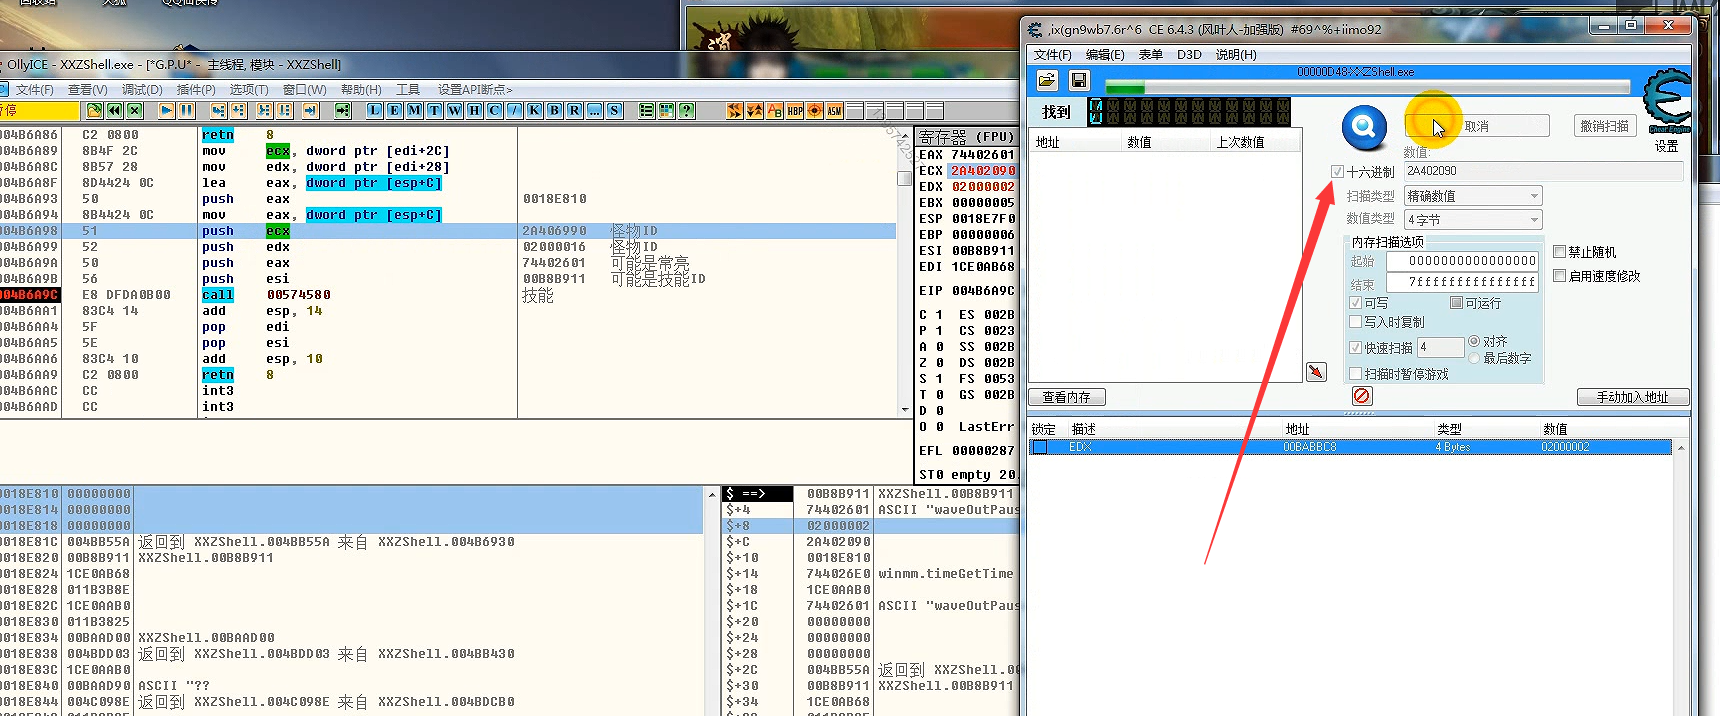 QQ仙侠传
OllyICE - XXZShell.exe - [*G.P.U* - 主线程, 模块 - XXZShell]
文件(F) 查看(V) 调试(D) 插件(P) 选项(T) 窗口(W) 帮助(H) 工具 设置API断点>
L E M T W H C / K B R ... S ?
HBP ASM
004B6A86 C2 0800 retn 8
004B6A89 8B4F 2C mov ecx, dword ptr [edi+2C]
004B6A8C 8B57 28 mov edx, dword ptr [edi+28]
004B6A8F 8D4424 0C lea eax, dword ptr [esp+C]
004B6A93 50 push eax 0018E810
004B6A94 8B4424 0C mov eax, dword ptr [esp+C]
004B6A98 51 push ecx 2A406990 怪物ID
004B6A99 52 push edx 02000016 怪物ID
004B6A9A 50 push eax 74402601 可能是常亮
004B6A9B 56 push esi 00B8B911 可能是技能ID
004B6A9C E8 DFDA0B00 call 00574580 技能
004B6AA1 83C4 14 add esp, 14
004B6AA4 5F pop edi
004B6AA5 5E pop esi
004B6AA6 83C4 10 add esp, 10
004B6AA9 C2 0800 retn 8
004B6AAC CC int3
004B6AAD CC int3
寄存器 (FPU)
EAX 74402601
ECX 2A402090
EDX 02000002
EBX 00000005
ESP 0018E7F0
EBP 00000006
ESI 00B8B911
EDI 1CE0AB68
EIP 004B6A9C
C 1 ES 002B
P 1 CS 0023
A 0 SS 002B
Z 0 DS 002B
S 1 FS 0053
T 0 GS 002B
D 0
O 0 LastErr
EFL 00000287
ST0 empty 20.
0018E810 00000000
0018E814 00000000
0018E818 00000000
0018E81C 004BB55A 返回到 XXZShell.004BB55A 来自 XXZShell.004B6930
0018E820 00B8B911 XXZShell.00B8B911
0018E824 1CE0AB68
0018E828 011B3B8E
0018E82C 1CE0AAB0
0018E830 011B3825
0018E834 00BAAD00 XXZShell.00BAAD00
0018E838 004BDD03 返回到 XXZShell.004BDD03 来自 XXZShell.004BB430
0018E83C 1CE0AAB0
0018E840 00BAAD90 ASCII "??
0018E844 004C098E 返回到 XXZShell.004C098E 来自 XXZShell.004BDCB0
$ ==> 00B8B911 XXZShell.00B8B911
$+4 74402601 ASCII "waveOutPaus
$+8 02000002
$+C 2A402090
$+10 0018E810
$+14 744026E0 winmm.timeGetTime
$+18 1CE0AAB0
$+1C 74402601 ASCII "waveOutPaus
$+20 00000000
$+24 00000000
$+28 00000000
$+2C 004BB55A 返回到 XXZShell.00
$+30 00B8B911 XXZShell.00B8B911
$+34 1CE0AB68
,ix(gn9wb7.6r^6 CE 6.4.3 (风叶人-加强版) #69^%+iimo92
文件(F) 编辑(E) 表单 D3D 说明(H)
00000D48-XXZShell.exe
找到
地址 数值 上次数值
取消 撤消扫描
Cheat Engine
设置
数值:
十六进制 2A402090
扫描类型 精确数值
数值类型 4 字节
内存扫描选项
起始 0000000000000000
结束 7fffffffffffffff
可写 可运行
写入时复制
快速扫描 4 对齐
最后数字
扫描时暂停游戏
禁止随机
启用速度修改
查看内存 手动加入地址
锁定 描述 地址 类型 数值
EDX 00BABBC8 4 Bytes 02000002